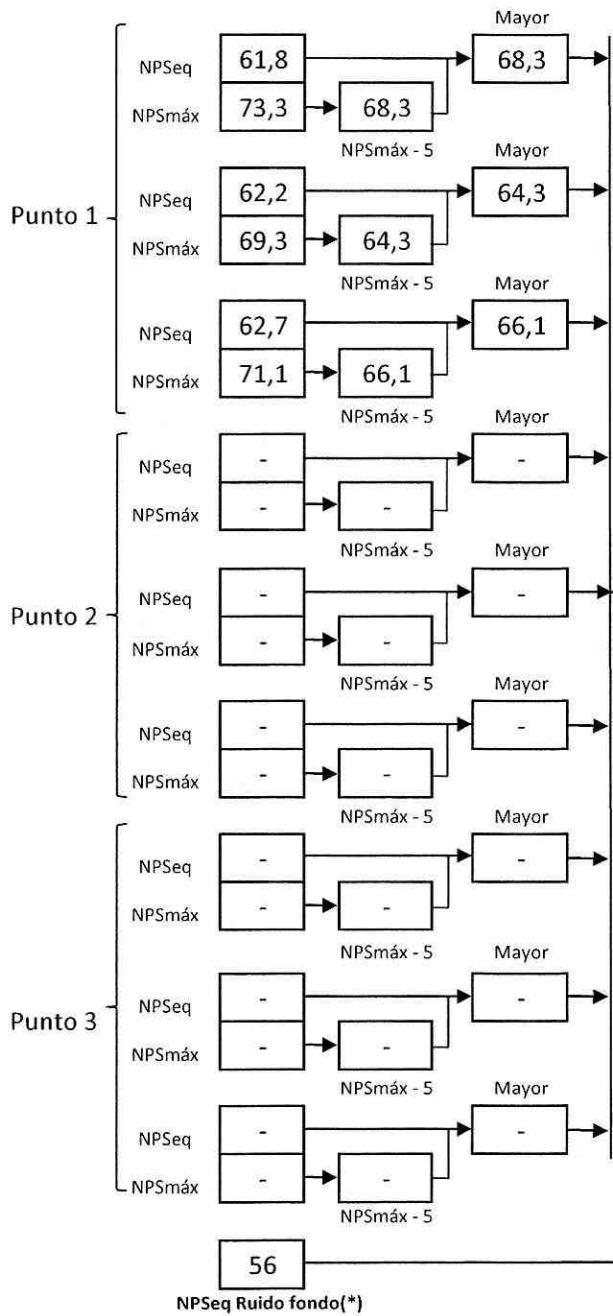 Mayor
NPSeq 61,8 68,3
NPSmáx 73,3 68,3
NPSmáx - 5
Mayor
Punto 1 NPSeq 62,2 64,3
NPSmáx 69,3 64,3
NPSmáx - 5
Mayor
NPSeq 62,7 66,1
NPSmáx 71,1 66,1
NPSmáx - 5
Mayor
NPSeq - -
NPSmáx - -
NPSmáx - 5
Mayor
Punto 2 NPSeq - -
NPSmáx - -
NPSmáx - 5
Mayor
NPSeq - -
NPSmáx - -
NPSmáx - 5
Mayor
NPSeq - -
NPSmáx - -
NPSmáx - 5
Mayor
Punto 3 NPSeq - -
NPSmáx - -
NPSmáx - 5
Mayor
NPSeq - -
NPSmáx - -
NPSmáx - 5
56
NPSeq Ruido fondo(*)